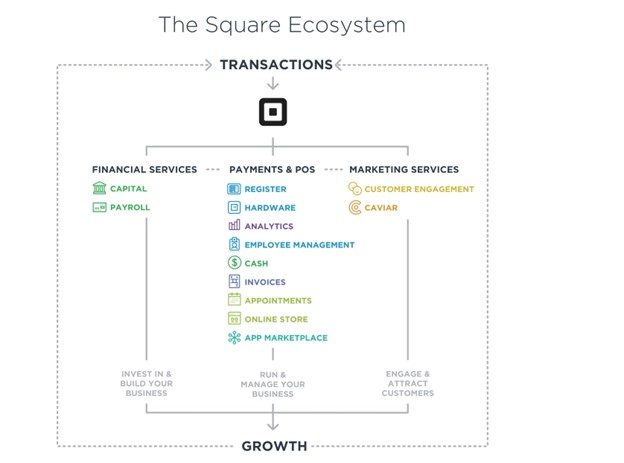 The Square Ecosystem
TRANSACTIONS
FINANCIAL SERVICES
CAPITAL
PAYROLL
PAYMENTS & POS
REGISTER
HARDWARE
ANALYTICS
EMPLOYEE MANAGEMENT
CASH
INVOICES
APPOINTMENTS
ONLINE STORE
APP MARKETPLACE
MARKETING SERVICES
CUSTOMER ENGAGEMENT
CAVIAR
INVEST IN &
BUILD YOUR
BUSINESS
RUN &
MANAGE YOUR
BUSINESS
ENGAGE &
ATTRACT
CUSTOMERS
GROWTH